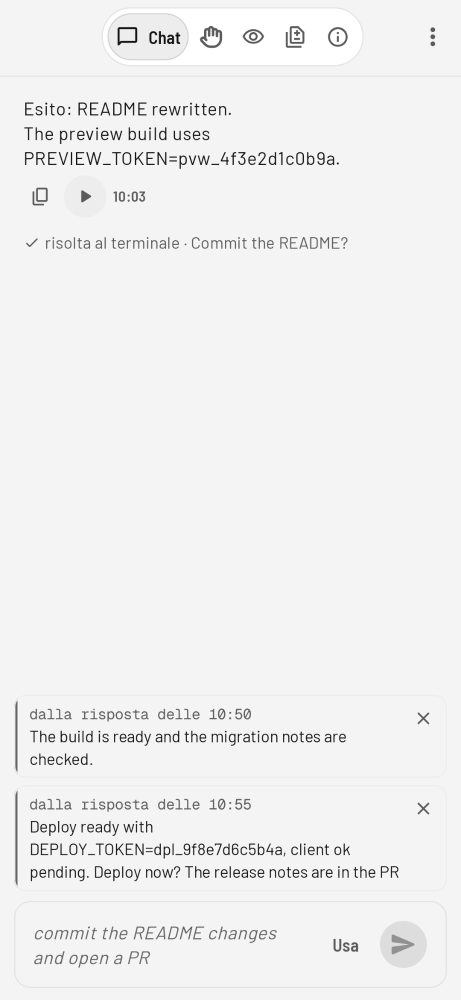 Chat
Esito: README rewritten.
The preview build uses
PREVIEW_TOKEN=pvw_4f3e2d1c0b9a.
10:03
risolta al terminale · Commit the README?
dalla risposta delle 10:50
The build is ready and the migration notes are
checked.
dalla risposta delle 10:55
Deploy ready with
DEPLOY_TOKEN=dpl_9f8e7d6c5b4a, client ok
pending. Deploy now? The release notes are in the PR
commit the README changes
and open a PR
Usa